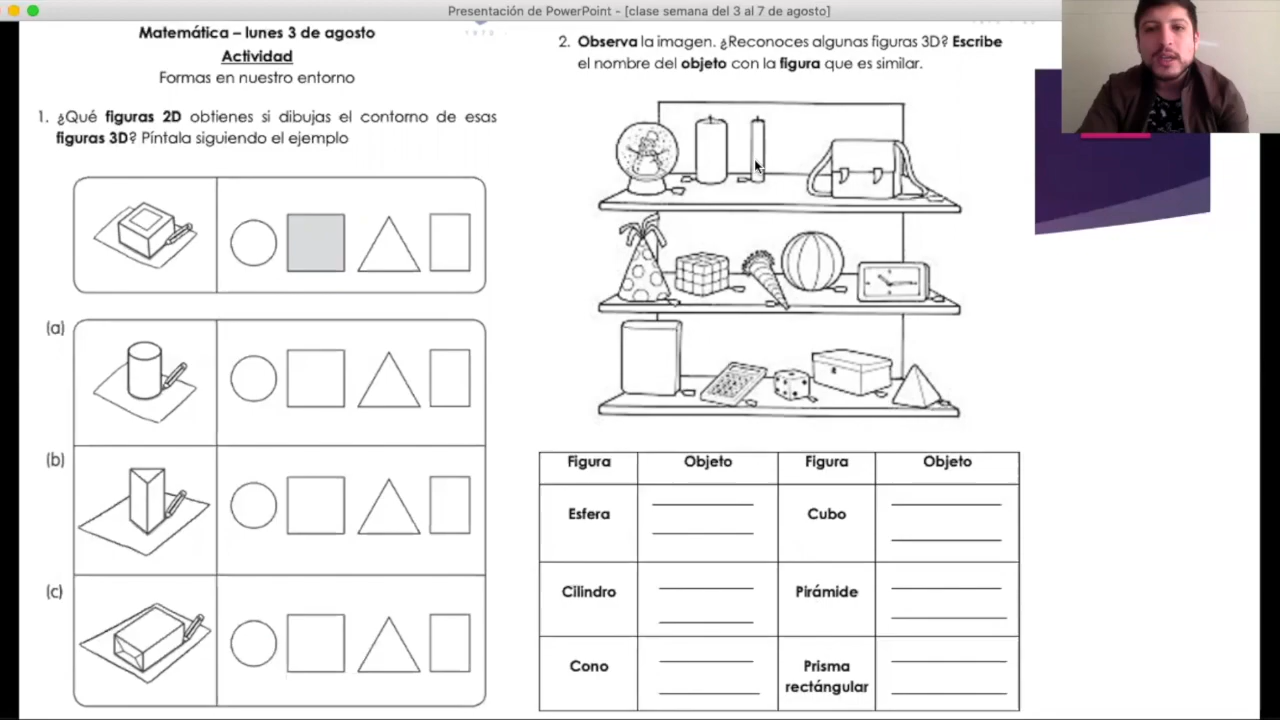 Presentación de PowerPoint - [clase semana del 3 al 7 de agosto]
Matemática – lunes 3 de agosto
Actividad
Formas en nuestro entorno
1. ¿Qué figuras 2D obtienes si dibujas el contorno de esas
figuras 3D? Píntala siguiendo el ejemplo
(a)
(b)
(c)
2. Observa la imagen. ¿Reconoces algunas figuras 3D? Escribe
el nombre del objeto con la figura que es similar.
Figura Objeto Figura Objeto
Esfera Cubo
Cilindro Pirámide
Cono Prisma
rectángular